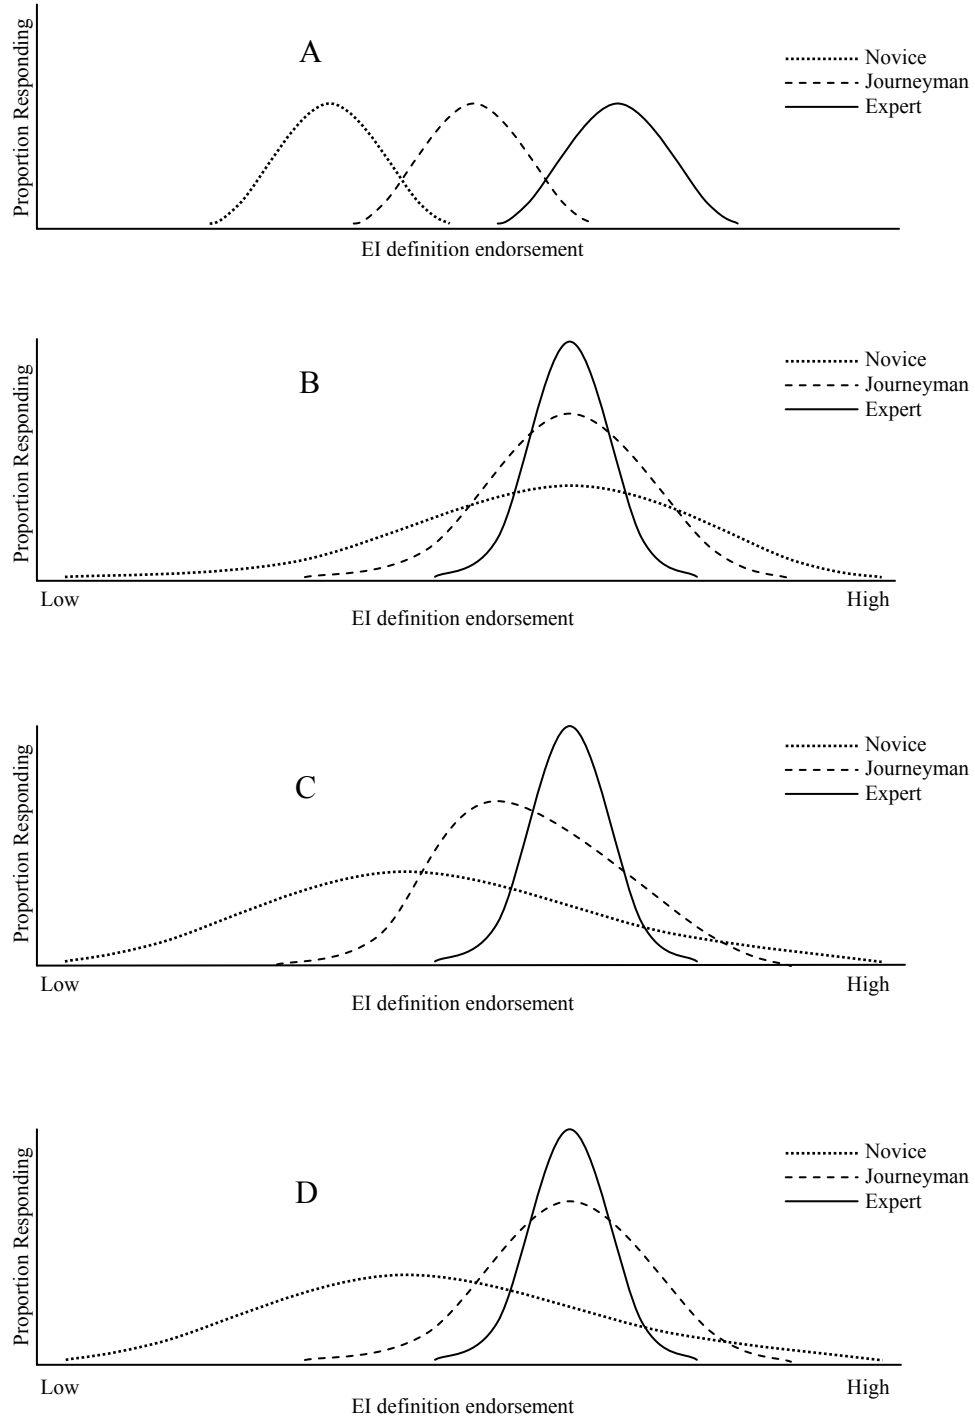 Proportion Responding
A
Novice
Journeyman
Expert
EI definition endorsement
Proportion Responding
B
Novice
Journeyman
Expert
Low
High
EI definition endorsement
Proportion Responding
C
Novice
Journeyman
Expert
Low
High
EI definition endorsement
Proportion Responding
D
Novice
Journeyman
Expert
Low
High
EI definition endorsement